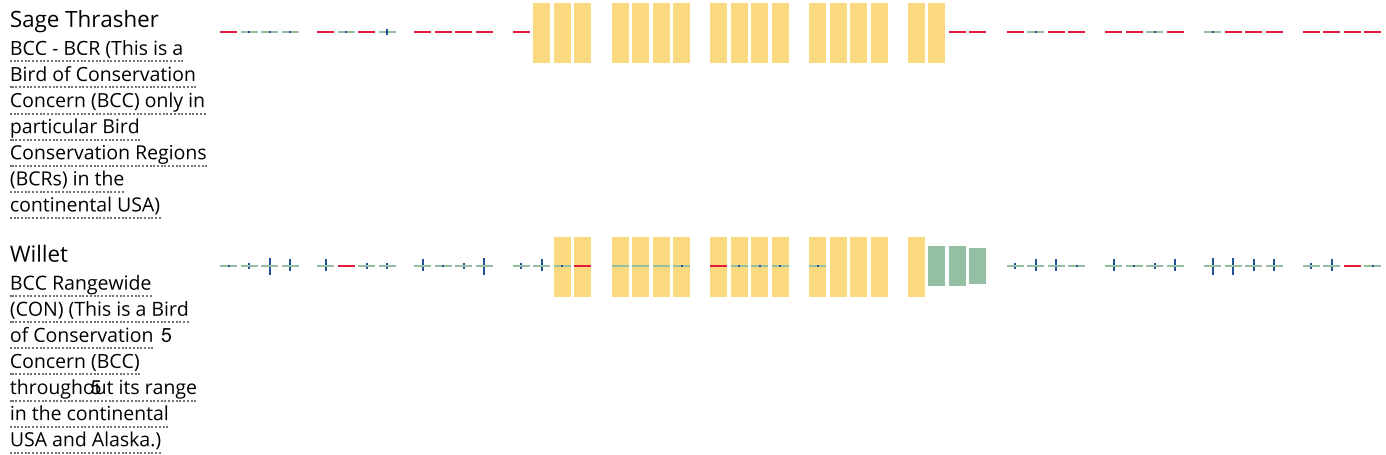 Sage Thrasher
BCC - BCR (This is a
Bird of Conservation
Concern (BCC) only in
particular Bird
Conservation Regions
(BCRs) in the
continental USA)
Willet
BCC Rangewide
(CON) (This is a Bird
of Conservation 5
Concern (BCC)
throughout its range
5
in the continental
USA and Alaska.)